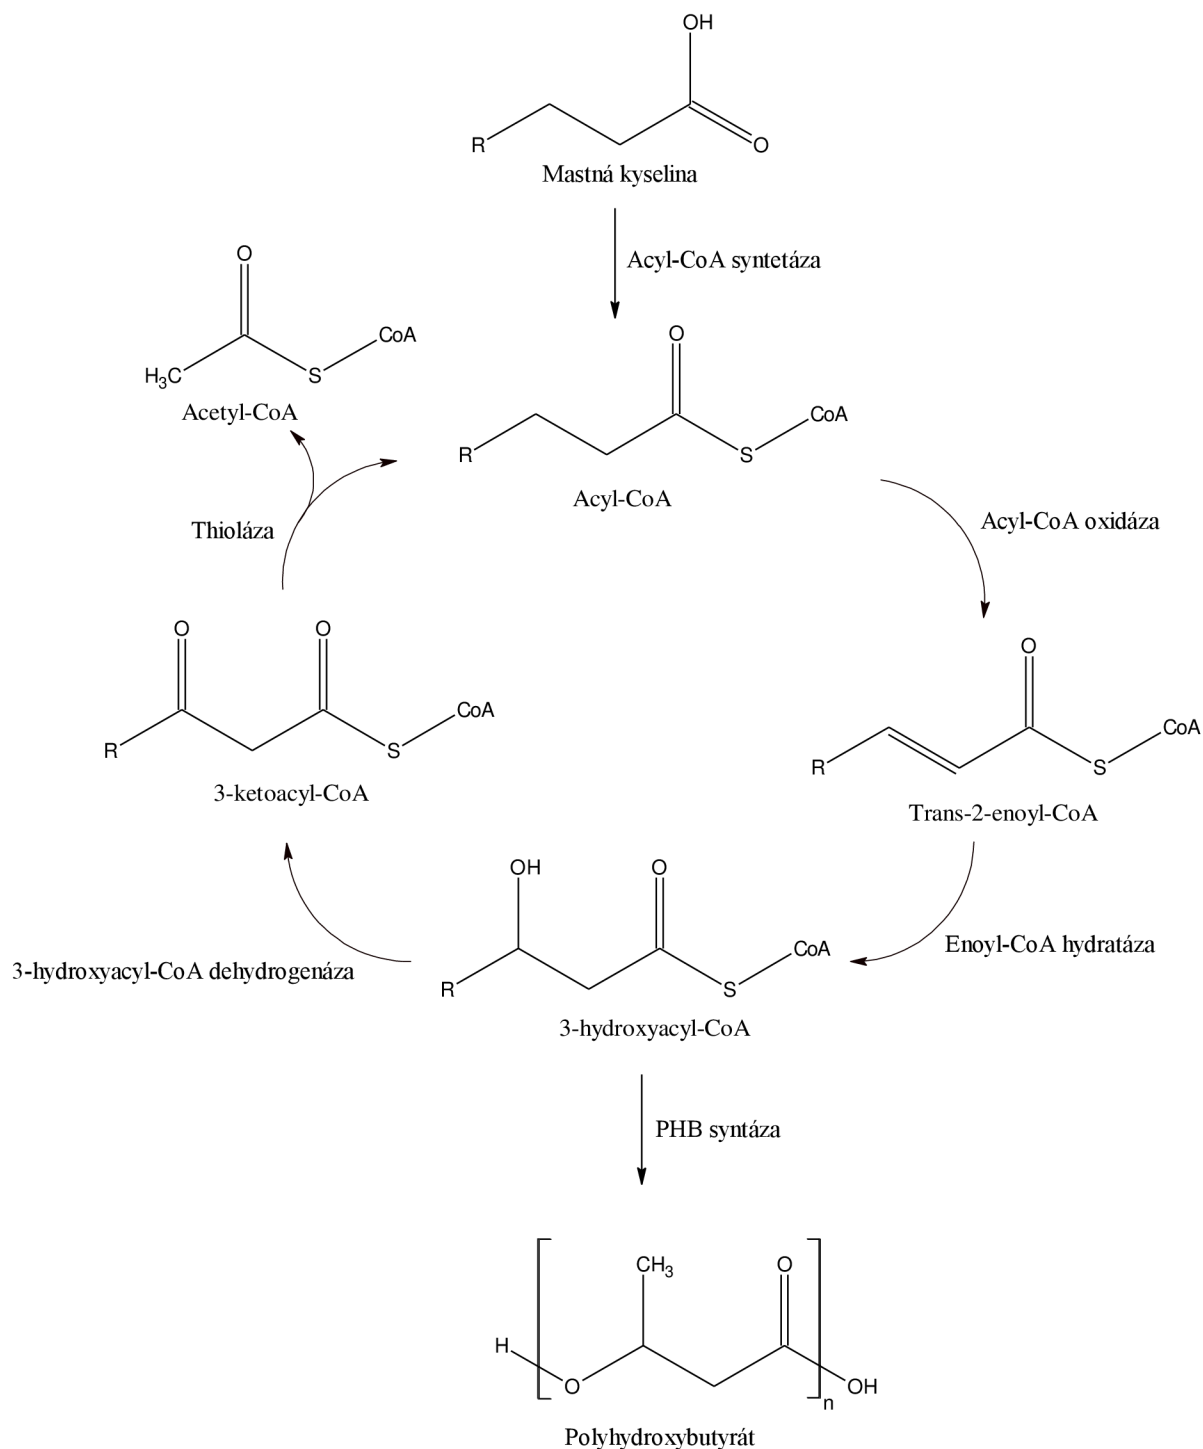 OH
R
O
Mastná kyselina
Acyl-CoA syntetáza
O
CoA
H3C
S
Acetyl-CoA
O
CoA
R
S
Acyl-CoA
Acyl-CoA oxidáza
Thioláza
O
O
CoA
R
S
3-ketoacyl-CoA
O
CoA
R
S
Trans-2-enoyl-CoA
Enoyl-CoA hydratáza
OH
O
CoA
R
S
3-hydroxyacyl-CoA
3-hydroxyacyl-CoA dehydrogenáza
PHB syntáza
CH3
O
H
O
OH
n
Polyhydroxybutyrát